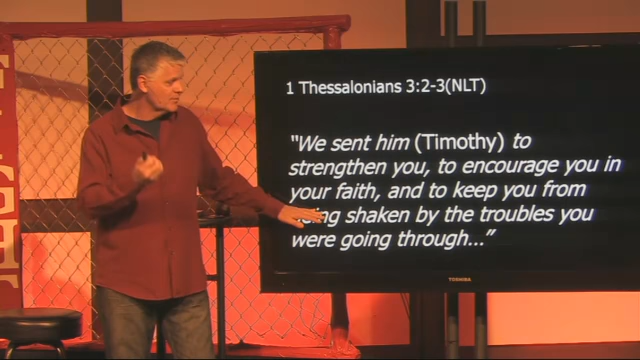 1 Thessalonians 3:2-3(NLT)
“We sent him (Timothy) to
strengthen you, to encourage you in
your faith, and to keep you from
shaken by the troubles you
were going through...”
TOSHIBA